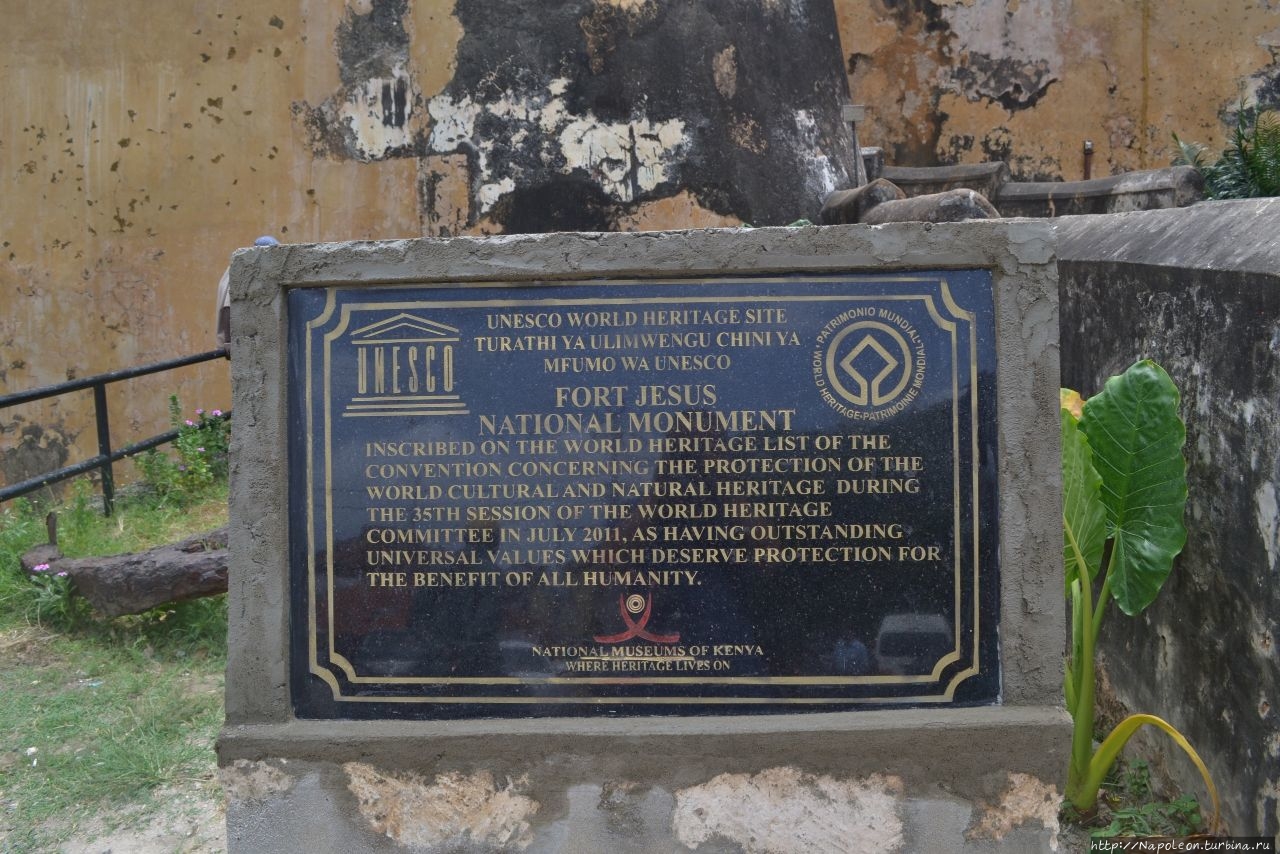 UNESCO
UNESCO WORLD HERITAGE SITE
TURATHI YA ULIMWENGU CHINI YA
MFUMO WA UNESCO
WORLD HERITAGE · PATRIMOINE MONDIAL · PATRIMONIO MUNDIAL
FORT JESUS
NATIONAL MONUMENT
INSCRIBED ON THE WORLD HERITAGE LIST OF THE
CONVENTION CONCERNING THE PROTECTION OF THE
WORLD CULTURAL AND NATURAL HERITAGE DURING
THE 35TH SESSION OF THE WORLD HERITAGE
COMMITTEE IN JULY 2011, AS HAVING OUTSTANDING
UNIVERSAL VALUES WHICH DESERVE PROTECTION FOR
THE BENEFIT OF ALL HUMANITY.
NATIONAL MUSEUMS OF KENYA
WHERE HERITAGE LIVES ON
http://Napoleon.turbina.ru